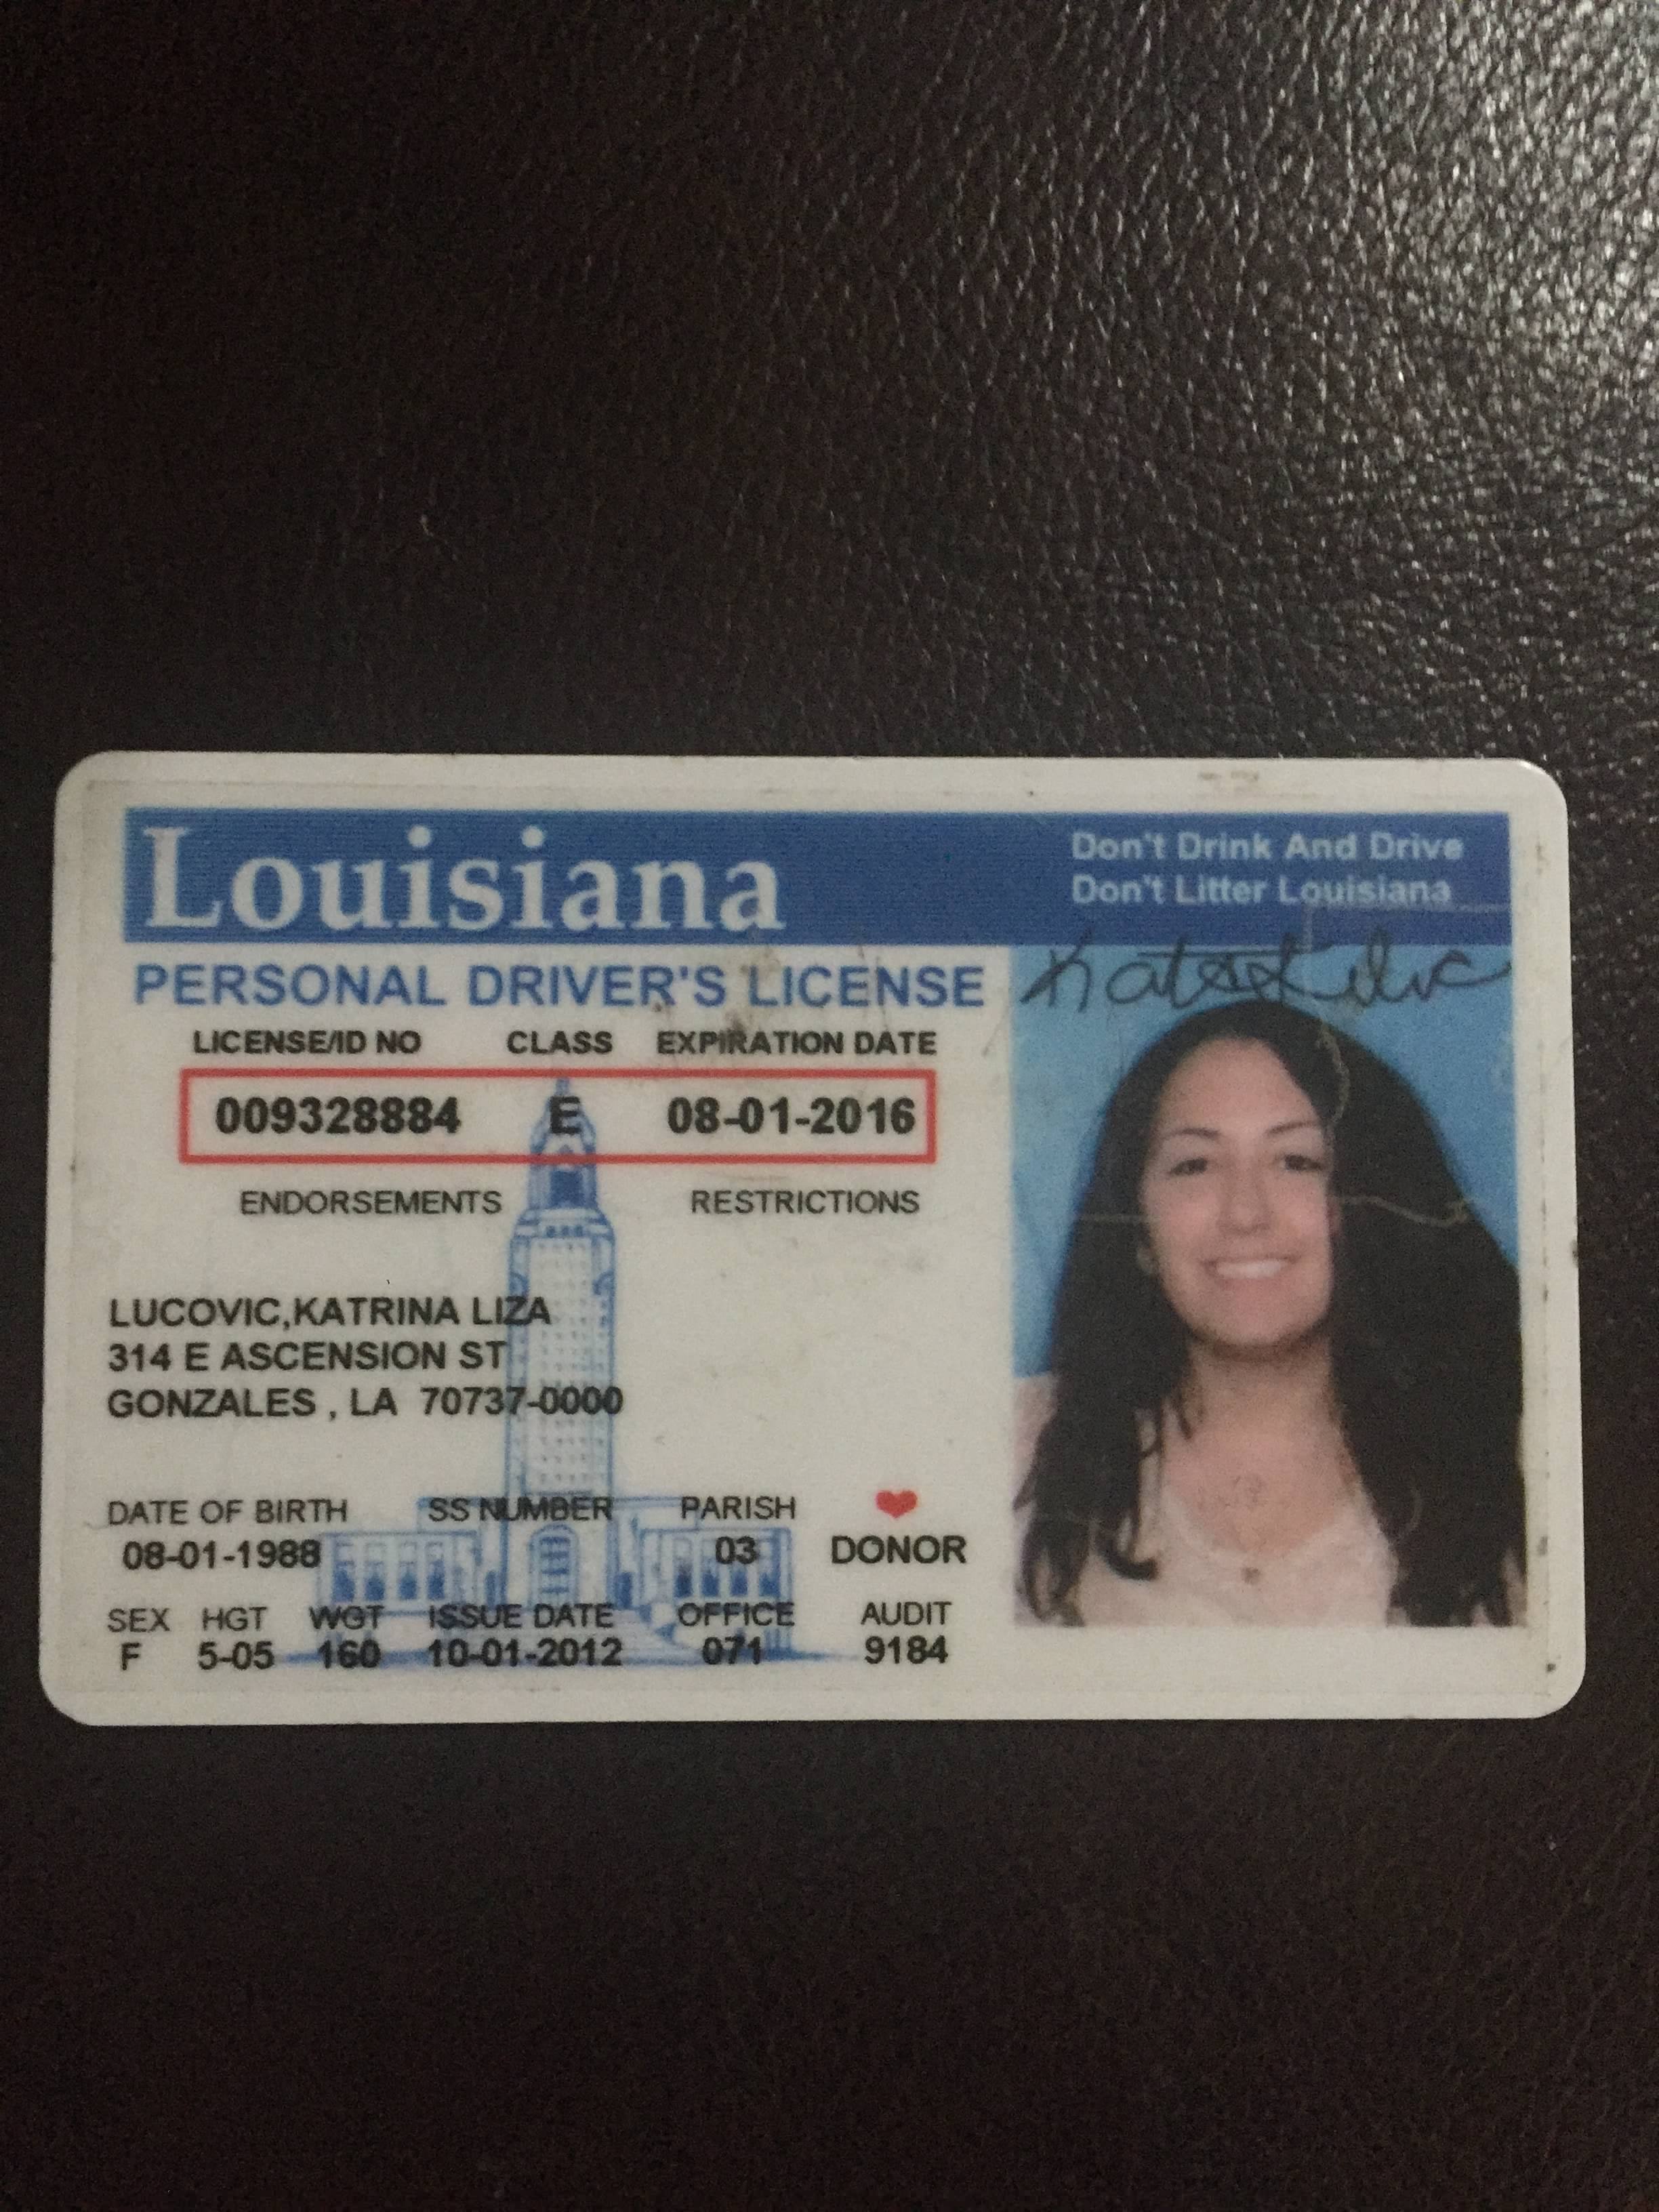 Louisiana
Don't Drink And Drive
Don't Litter Louisiana
PERSONAL DRIVER'S LICENSE
LICENSE/ID NO CLASS EXPIRATION DATE
009328884 E 08-01-2016
ENDORSEMENTS RESTRICTIONS
LUCOVIC,KATRINA LIZA
314 E ASCENSION ST
GONZALES , LA 70737-0000
DATE OF BIRTH SS NUMBER PARISH
08-01-1988 03 DONOR
SEX HGT WGT ISSUE DATE OFFICE AUDIT
F 5-05 160 10-01-2012 071 9184